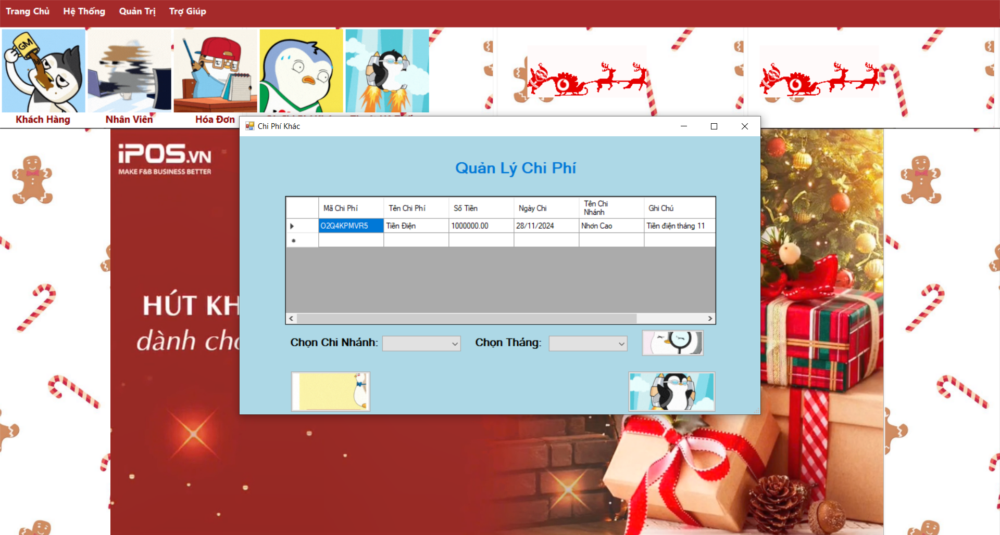 Trang Chủ Hệ Thống Quản Trị Trợ Giúp
GM
Khách Hàng Nhân Viên Hóa Đơn
Chi Phí Khác
iPOS.VN
MAKE F&B BUSINESS BETTER
Quản Lý Chi Phí
Mã Chi Phí Tên Chi Phí Số Tiền Ngày Chi Tên Chi Nhánh Ghi Chú
O2Q4KPMVR5 Tiền Điện 1000000.00 28/11/2024 Nhơn Cao Tiền điện tháng 11
HÚT KH
dành cho
Chọn Chi Nhánh: Chọn Tháng: